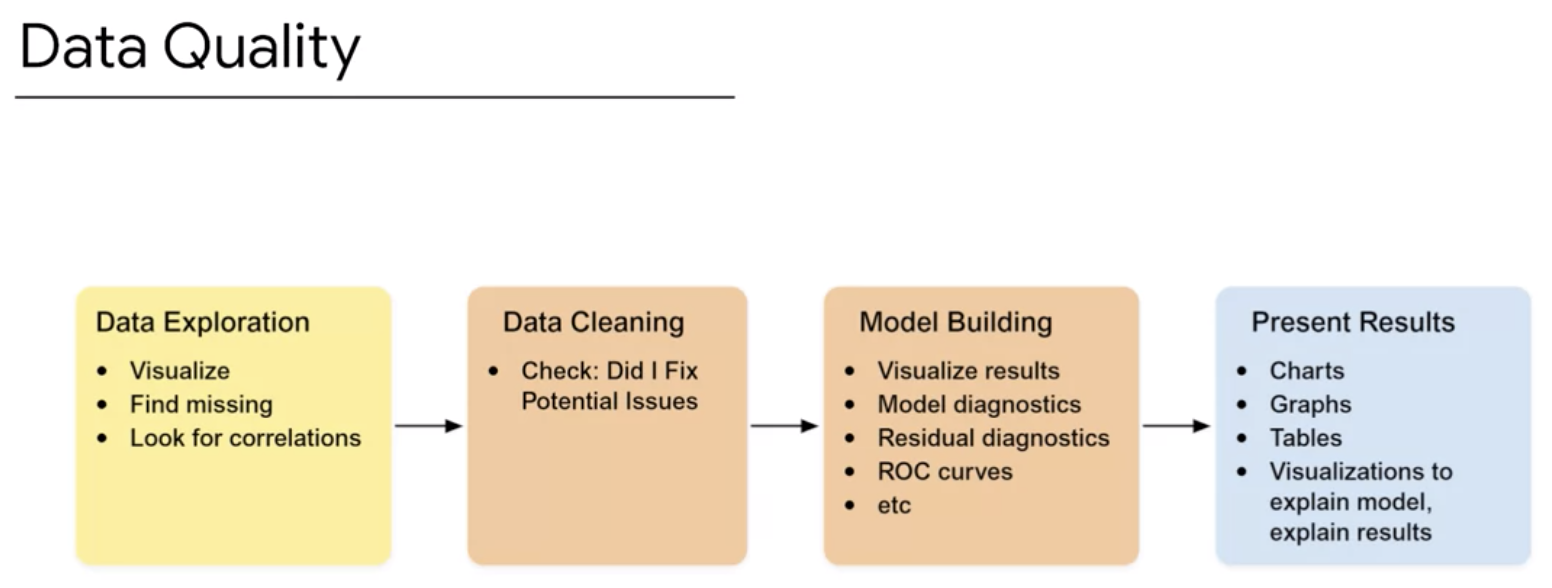 Data Quality
Data Exploration
• Visualize
• Find missing
• Look for correlations
Data Cleaning
• Check: Did I Fix
Potential Issues
Model Building
• Visualize results
• Model diagnostics
• Residual diagnostics
• ROC curves
• etc
Present Results
• Charts
• Graphs
• Tables
• Visualizations to
explain model,
explain results